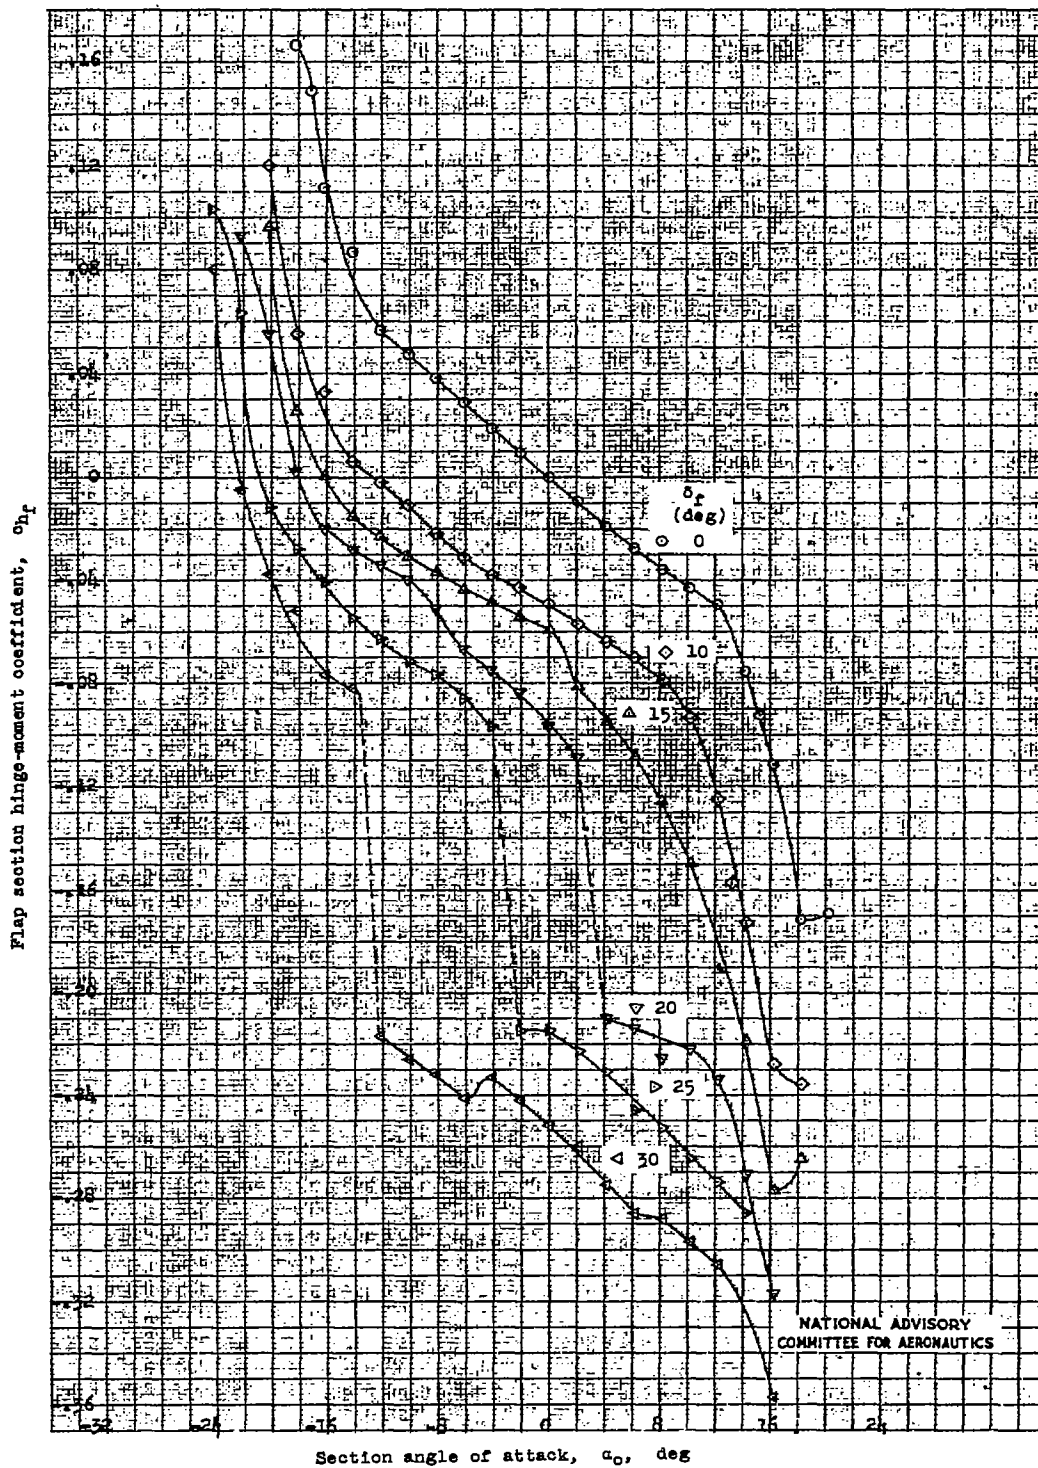 .16
.12
.08
.04
0
-.04
-.08
-.12
-.16
-.20
-.24
-.28
-.32
-.36
Flap section hinge-moment coefficient, c_hf
δf
(deg)
0
10
15
20
25
30
NATIONAL ADVISORY
COMMITTEE FOR AERONAUTICS
-32 -24 -16 -8 0 8 16 24
Section angle of attack, α₀, deg